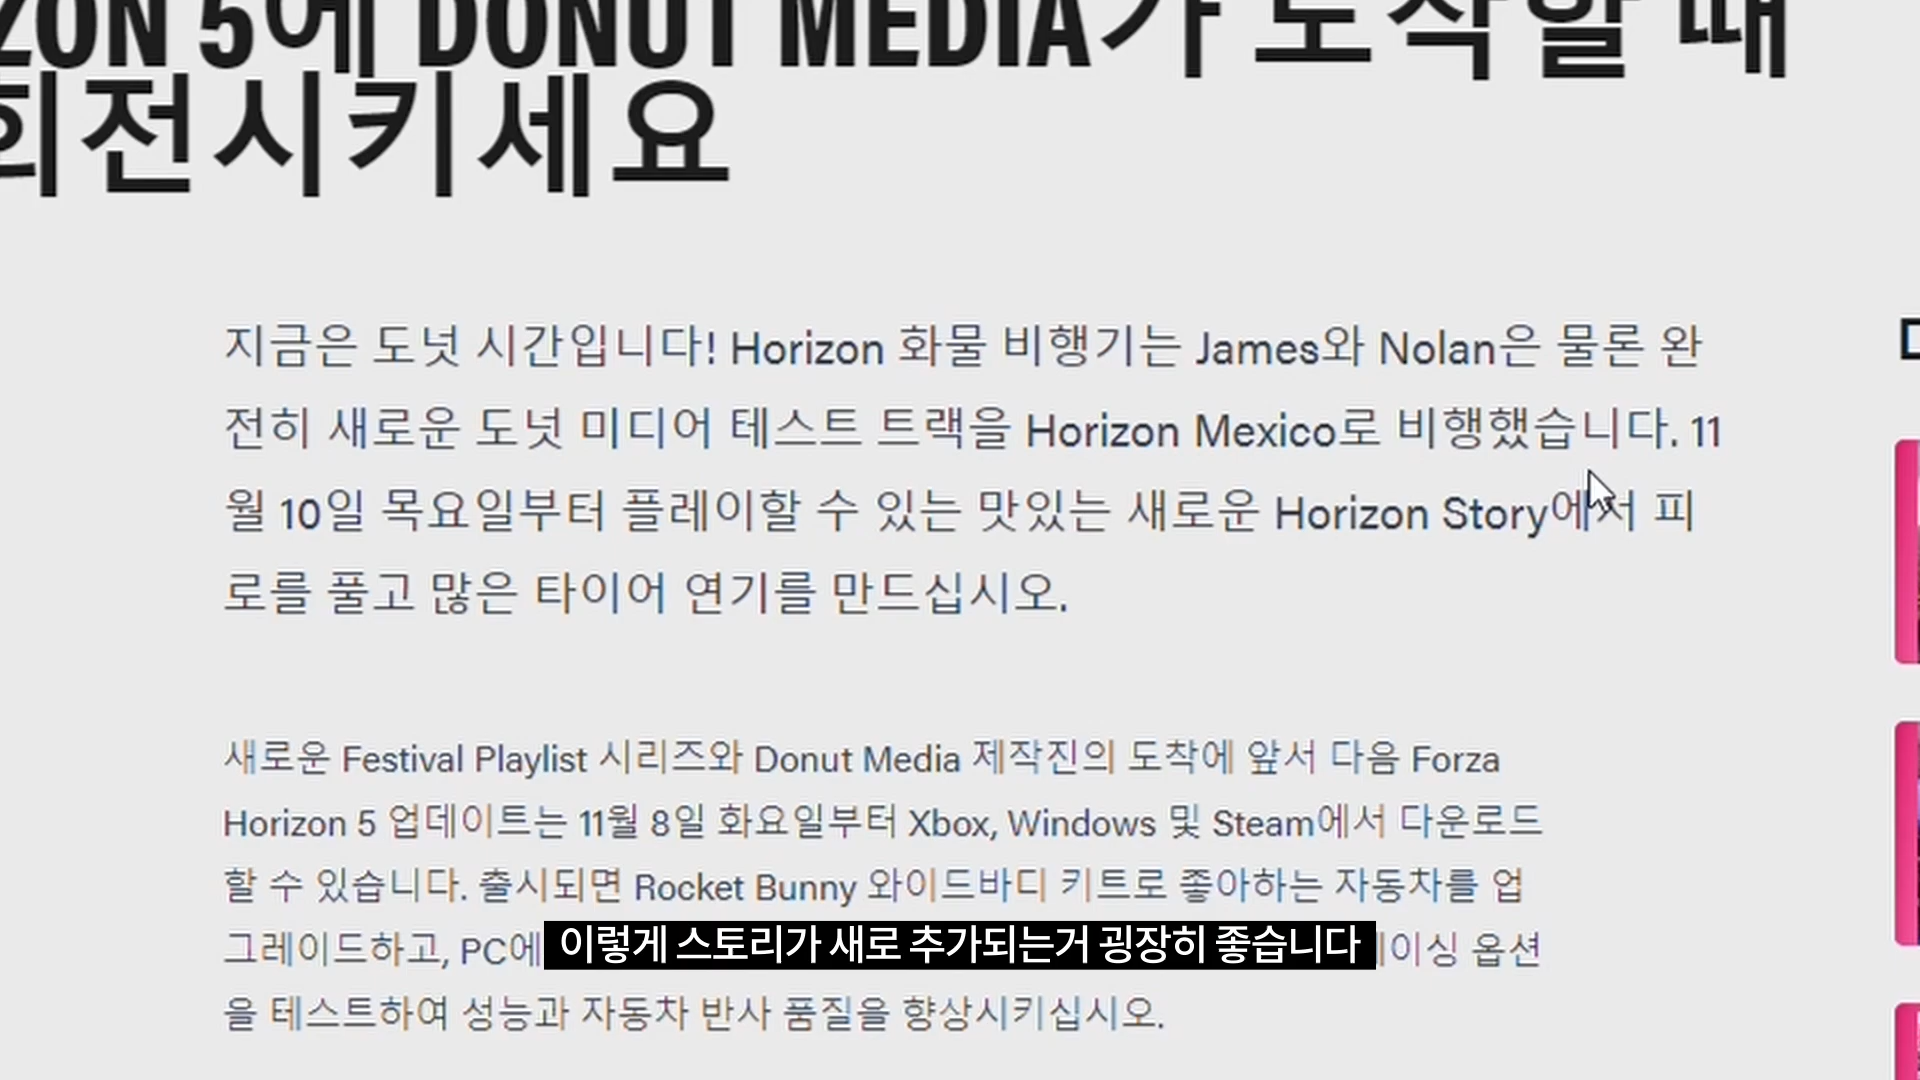 ZON 5에 DONUT MEDIA가 도착할 때
회전시키세요
지금은 도넛 시간입니다! Horizon 화물 비행기는 James와 Nolan은 물론 완
전히 새로운 도넛 미디어 테스트 트랙을 Horizon Mexico로 비행했습니다. 11
월 10일 목요일부터 플레이할 수 있는 맛있는 새로운 Horizon Story에서 피
로를 풀고 많은 타이어 연기를 만드십시오.
새로운 Festival Playlist 시리즈와 Donut Media 제작진의 도착에 앞서 다음 Forza
Horizon 5 업데이트는 11월 8일 화요일부터 Xbox, Windows 및 Steam에서 다운로드
할 수 있습니다. 출시되면 Rocket Bunny 와이드바디 키트로 좋아하는 자동차를 업
그레이드하고, PC에 이싱 옵션
이렇게 스토리가 새로 추가되는거 굉장히 좋습니다
을 테스트하여 성능과 자동차 반사 품질을 향상시키십시오.